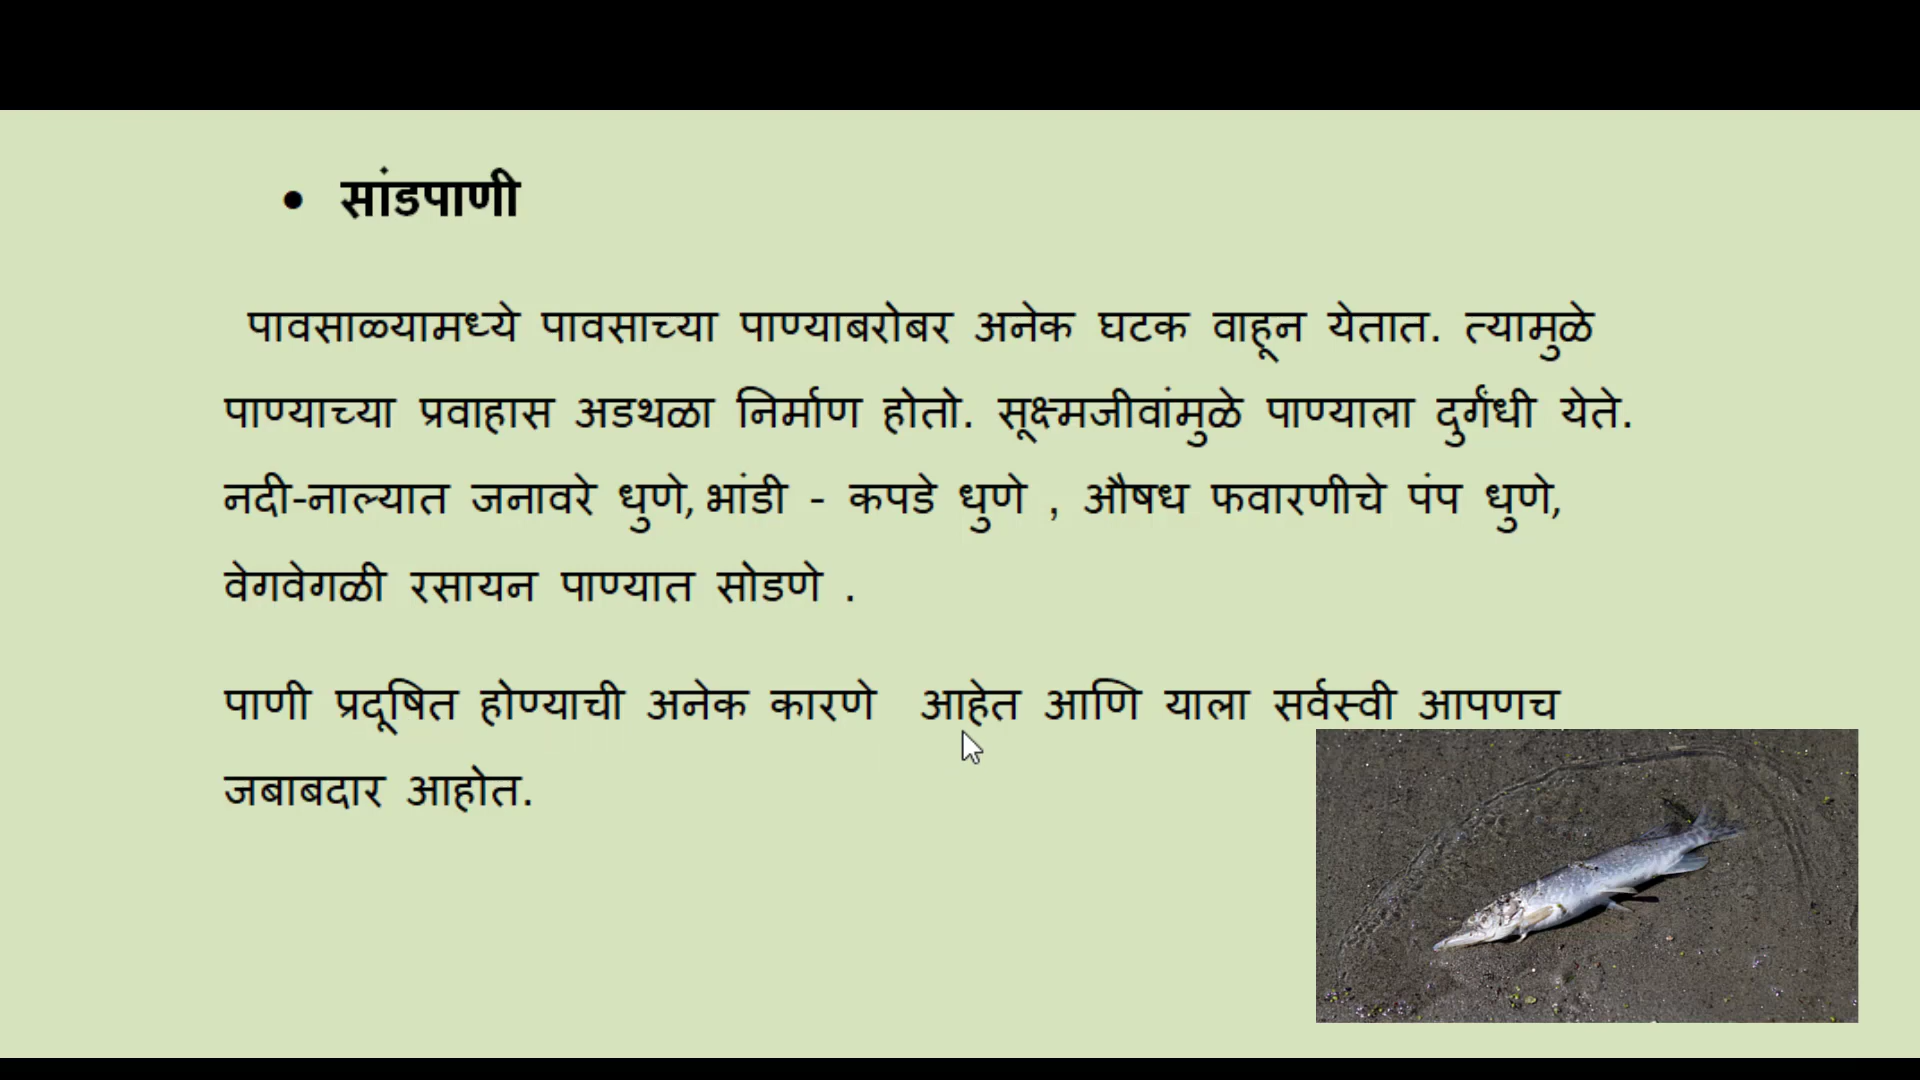 • सांडपाणी
पावसाळ्यामध्ये पावसाच्या पाण्याबरोबर अनेक घटक वाहून येतात. त्यामुळे
पाण्याच्या प्रवाहास अडथळा निर्माण होतो. सूक्ष्मजीवांमुळे पाण्याला दुर्गंधी येते.
नदी-नाल्यात जनावरे धुणे, भांडी - कपडे धुणे , औषध फवारणीचे पंप धुणे,
वेगवेगळी रसायन पाण्यात सोडणे .
पाणी प्रदूषित होण्याची अनेक कारणे आहेत आणि याला सर्वस्वी आपणच
जबाबदार आहोत.